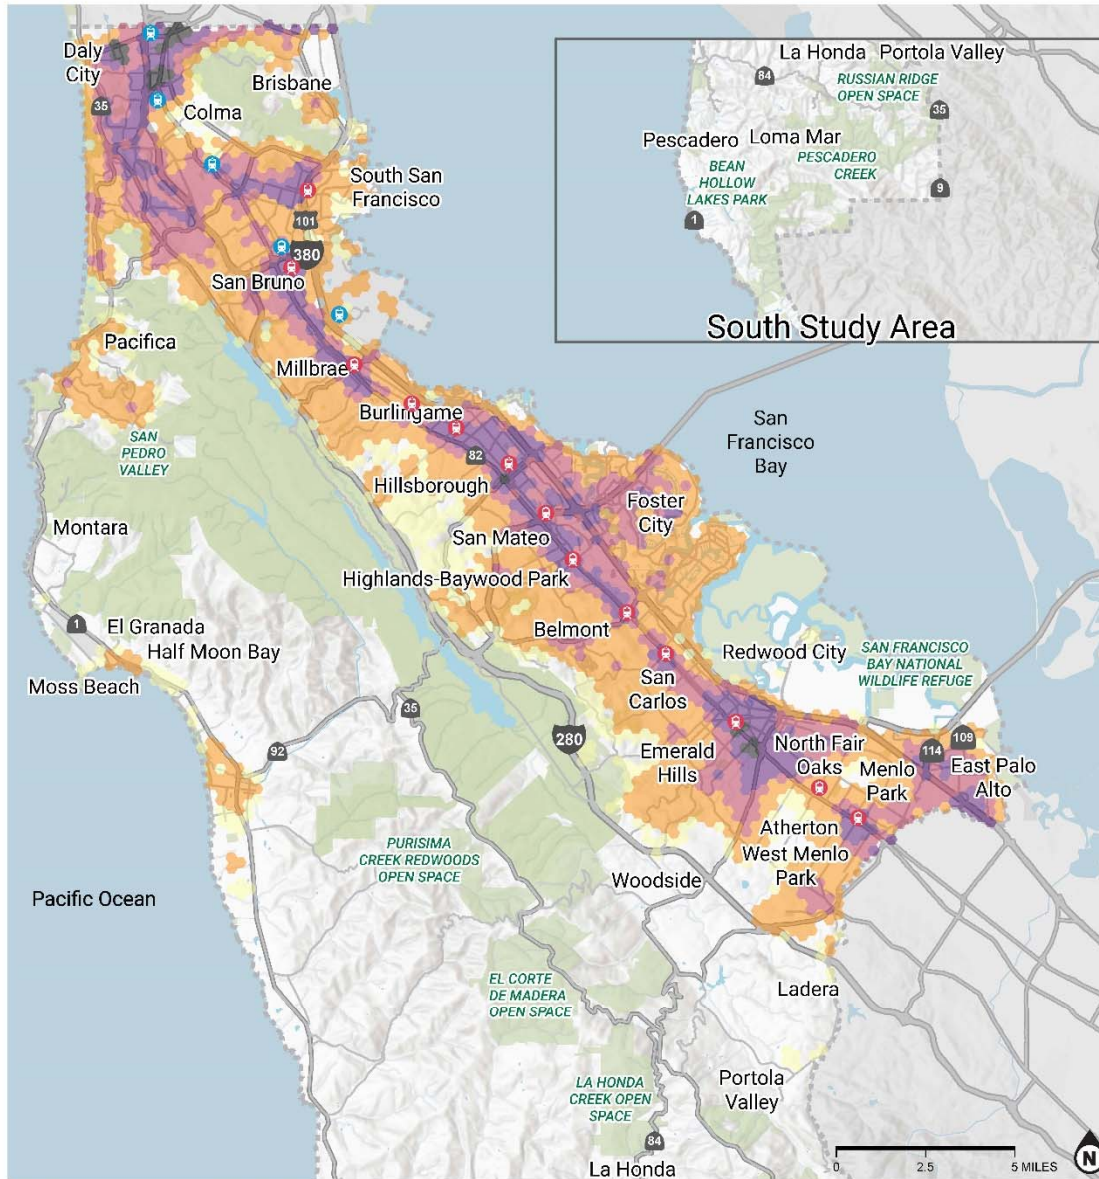 Daly
City
Brisbane
35
Colma
South San
Francisco
101
380
San Bruno
Pacifica
Millbrae
Burlingame
SAN
PEDRO
VALLEY
82
Hillsborough
San
Francisco
Bay
Foster
City
Montara
San Mateo
Highlands-Baywood Park
1
El Granada
Half Moon Bay
Moss Beach
Belmont
Redwood City
SAN FRANCISCO
BAY NATIONAL
WILDLIFE REFUGE
San
Carlos
35
92
280
Emerald
Hills
North Fair
Oaks
114
109
Menlo
Park
East Palo
Alto
Atherton
West Menlo
Park
PURISIMA
CREEK REDWOODS
OPEN SPACE
Woodside
Pacific Ocean
EL CORTE
DE MADERA
OPEN SPACE
Ladera
LA HONDA
CREEK OPEN
SPACE
Portola
Valley
84
La Honda
0
2.5
5 MILES
N
La Honda
Portola Valley
84
RUSSIAN RIDGE
OPEN SPACE
35
Pescadero
Loma Mar
BEAN
HOLLOW
LAKES PARK
PESCADERO
CREEK
9
1
South Study Area